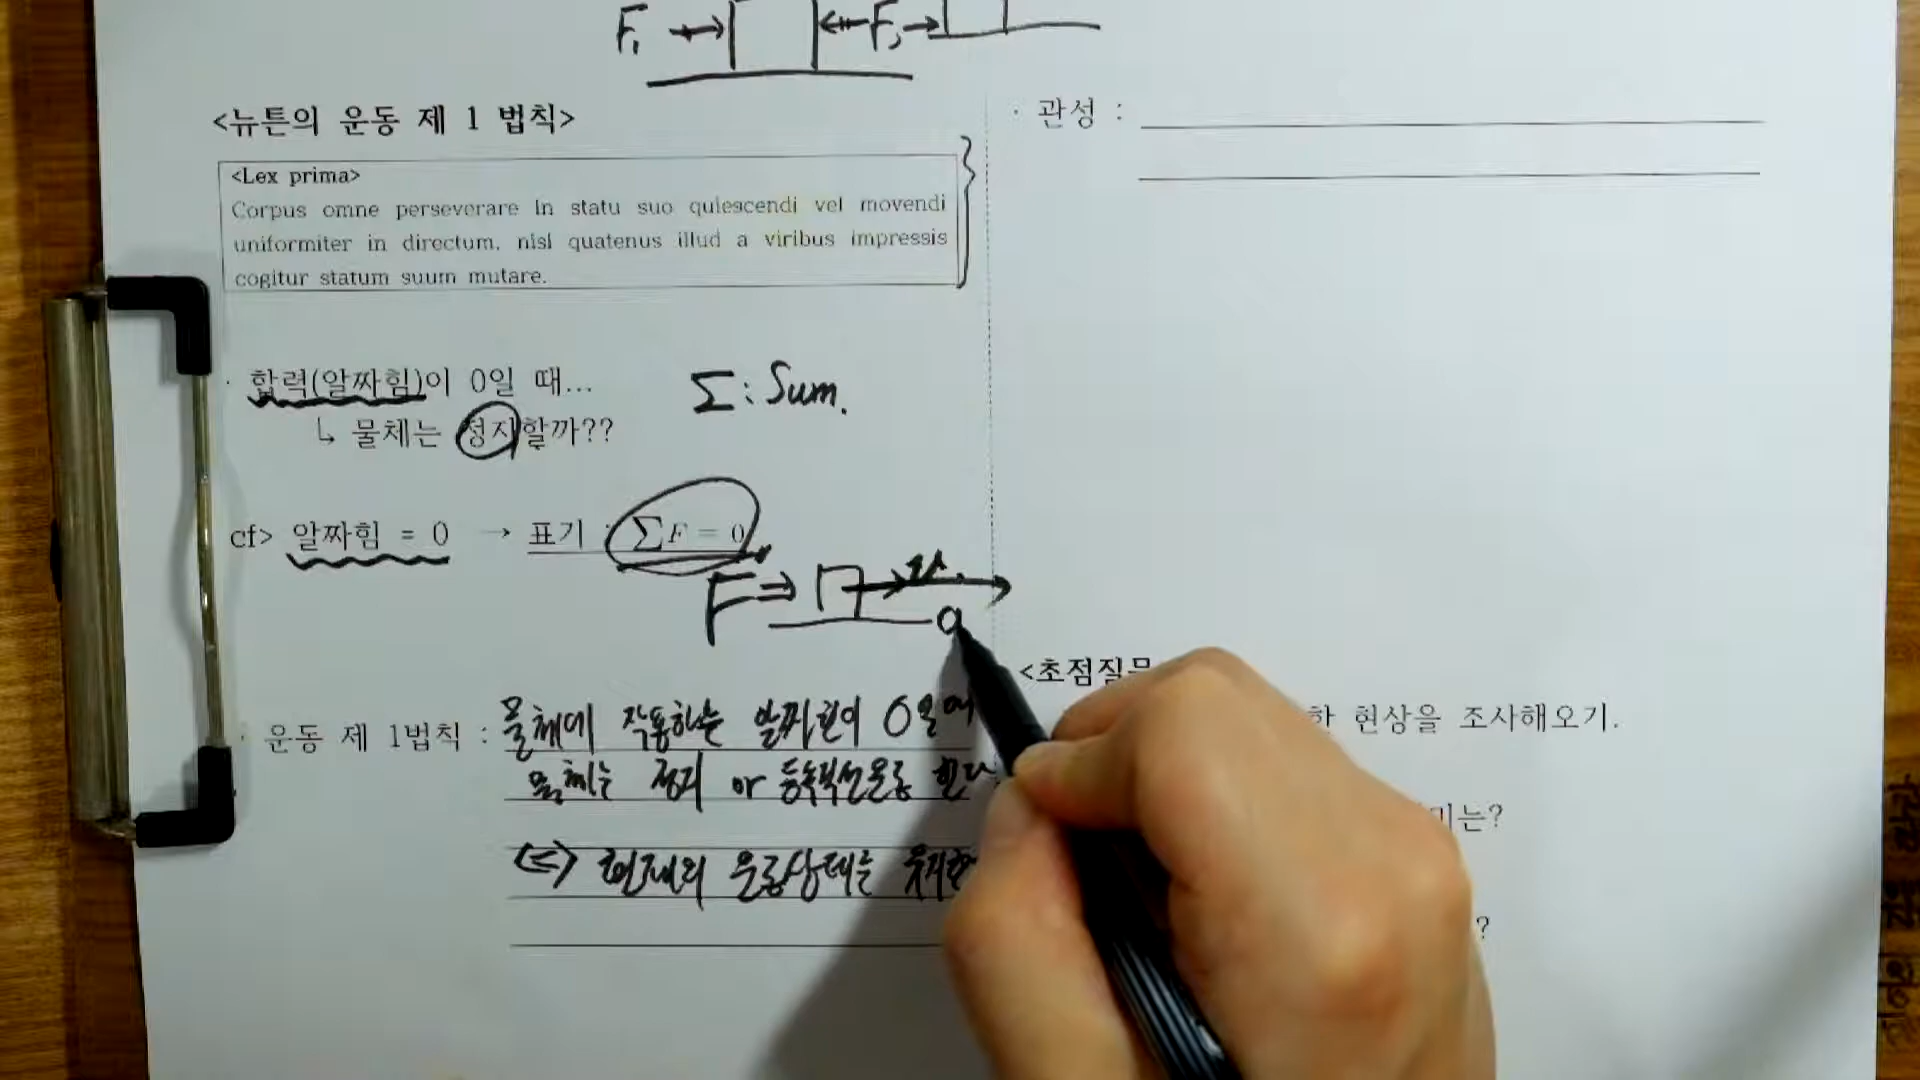 F₁ F₂
<뉴튼의 운동 제 1 법칙>
<Lex prima>
Corpus omne perseverare in statu suo quiescendi vel movendi
uniformiter in directum, nisi quatenus illud a viribus impressis
cogitur statum suum mutare.
· 합력(알짜힘)이 0일 때...
↳ 물체는 정지할까??
Σ : Sum.
cf> 알짜힘 = 0 → 표기 : ∑F = 0
F ⇒ v. a
· 운동 제 1법칙 : 물체에 작용하는 알짜힘이 0일 때
물체는 정지 or 등속직선운동 한다
<=> 현재의 운동상태를 유지한
· 관성 :
<초점질문
한 현상을 조사해오기.
미는?
?